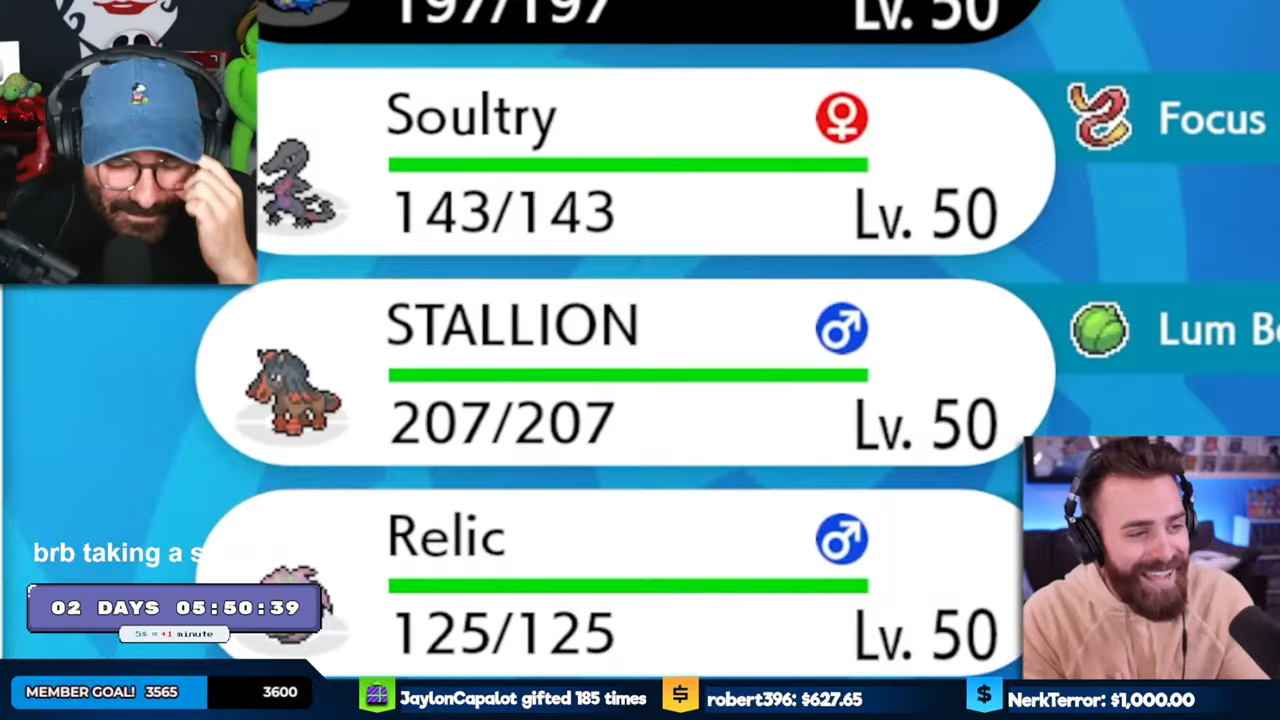 197/197 Lv. 50
Soultry
143/143 Lv. 50
Focus
STALLION
207/207 Lv. 50
Lum
Relic
125/125 Lv. 50
brb taking a
02 DAYS 05:50:39
5$ = +1 minute
MEMBER GOAL! 3565 3600
JaylonCapalot gifted 185 times
robert396: $627.65
NerkTerror: $1,000.00